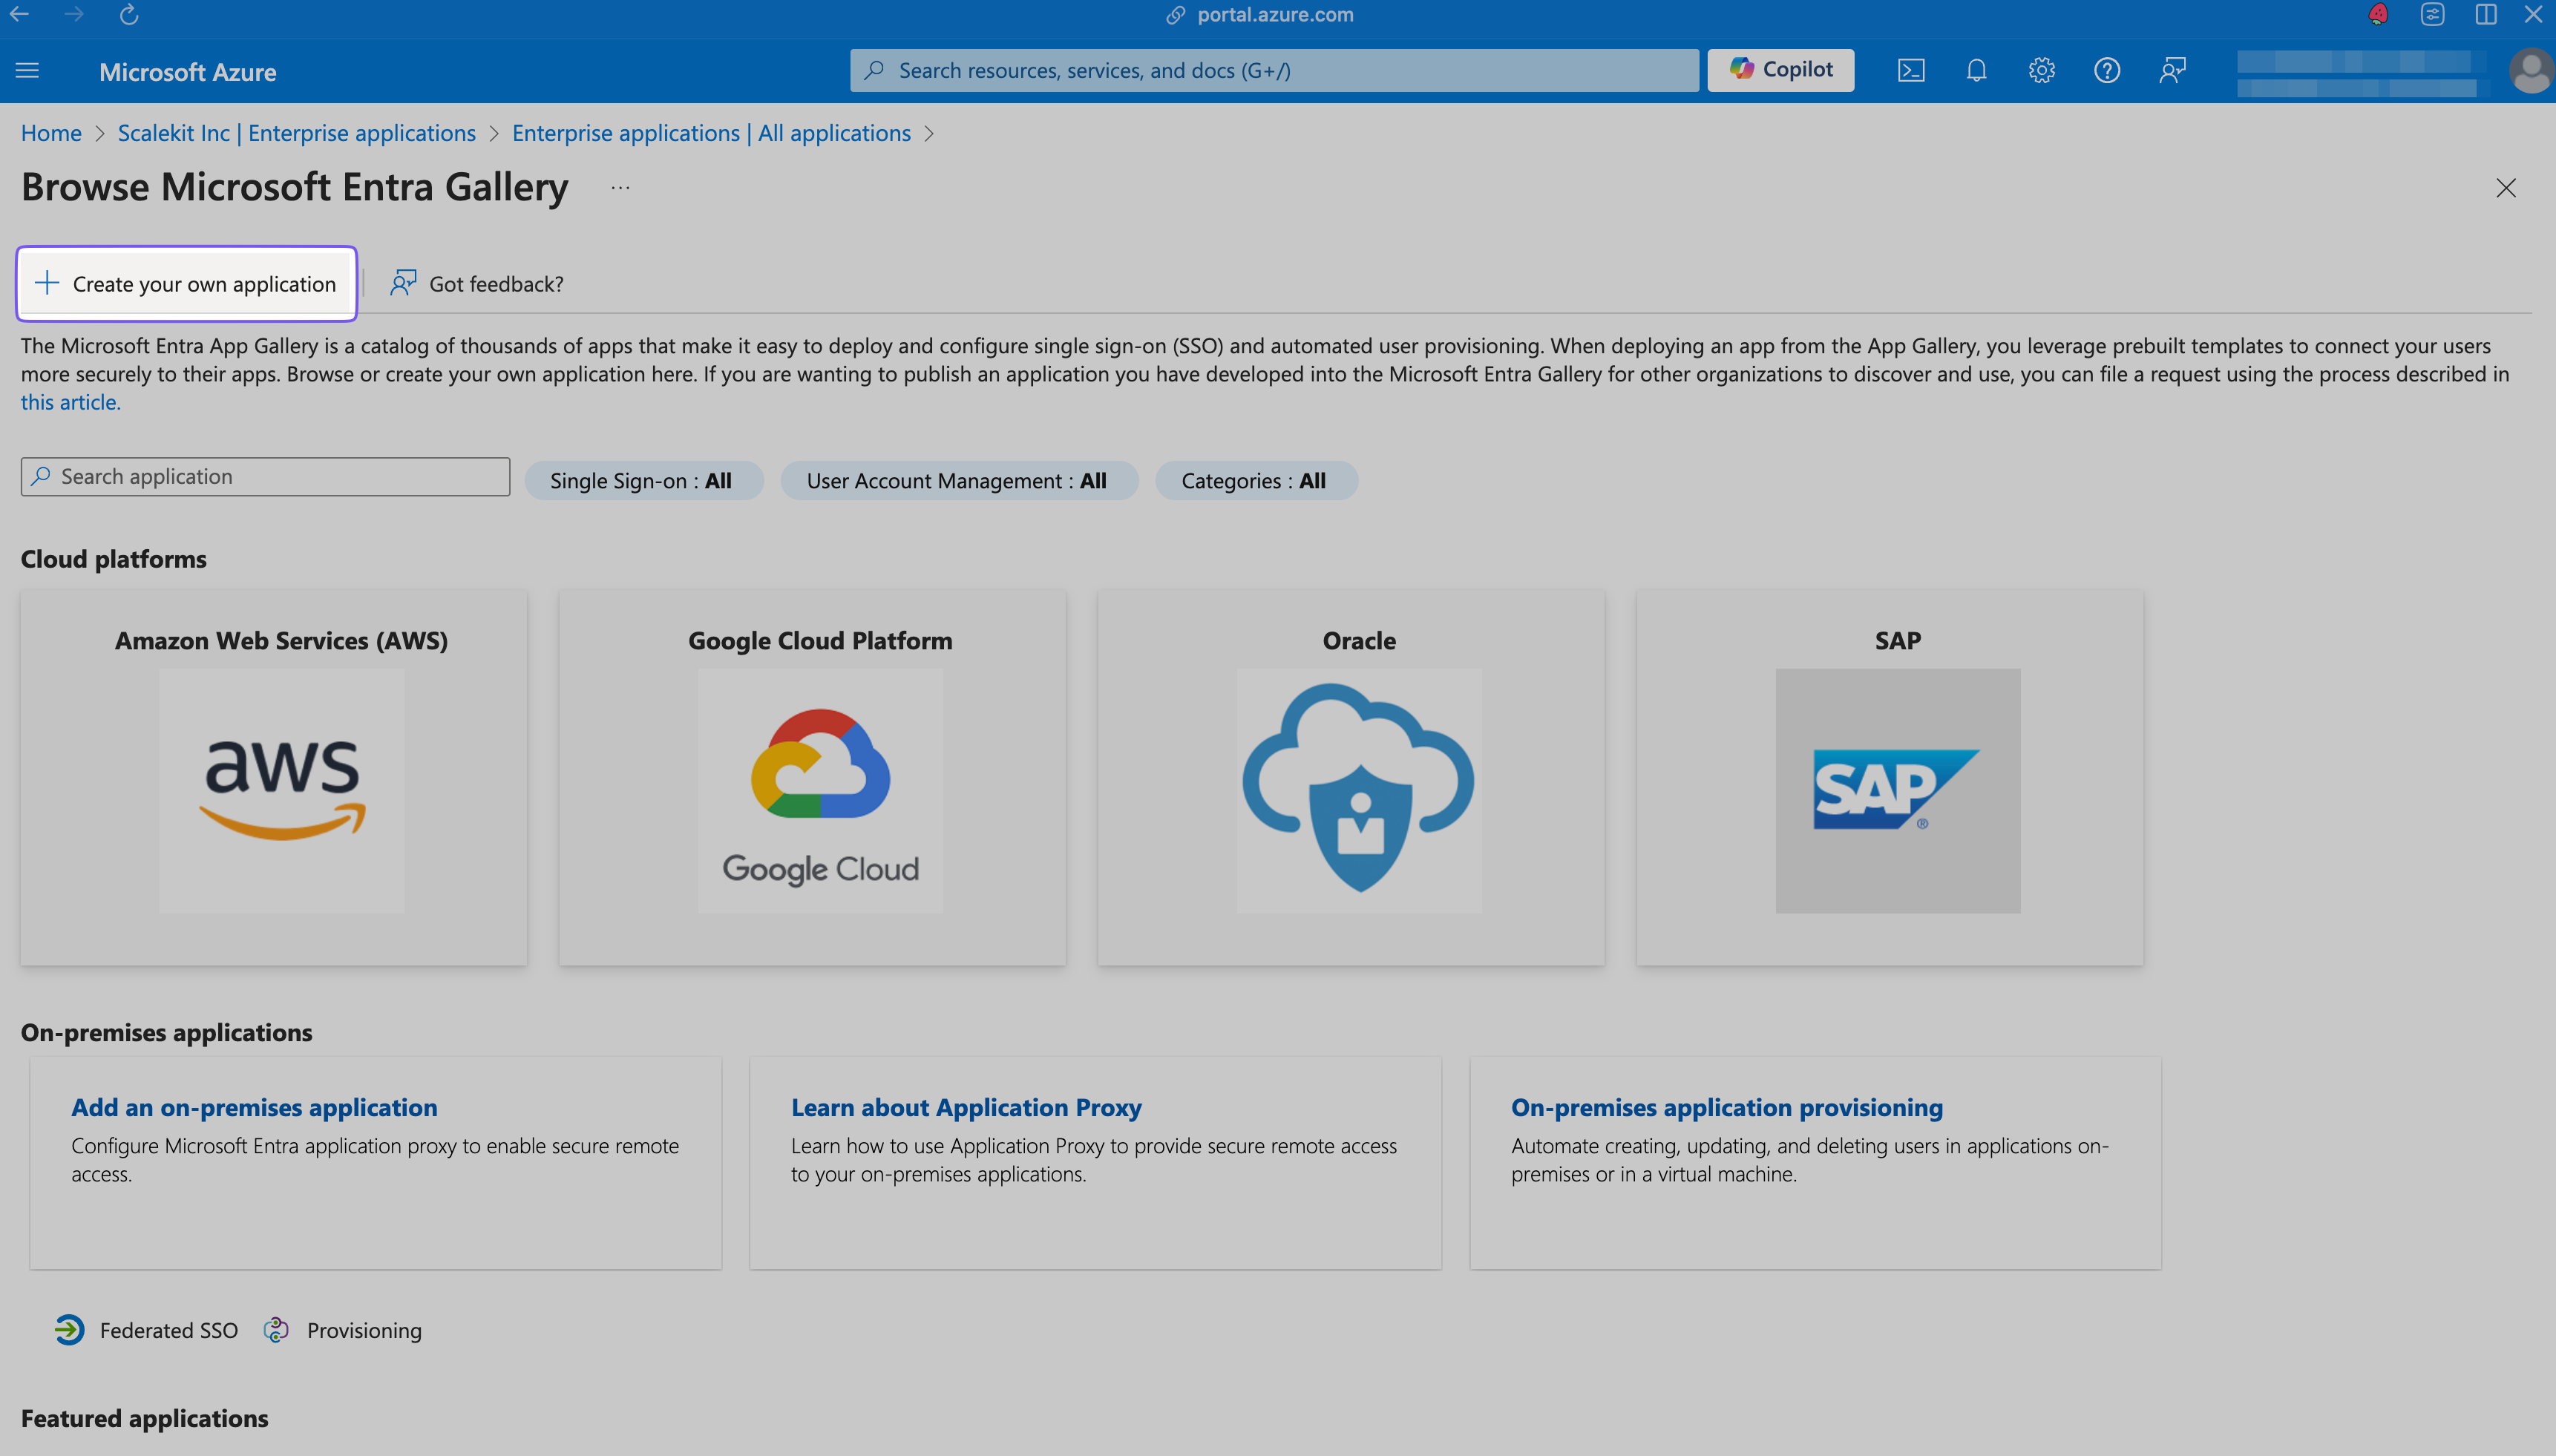 portal.azure.com
Microsoft Azure
Search resources, services, and docs (G+/)
Copilot
Home > Scalekit Inc | Enterprise applications > Enterprise applications | All applications >
Browse Microsoft Entra Gallery ...
Create your own application
Got feedback?
The Microsoft Entra App Gallery is a catalog of thousands of apps that make it easy to deploy and configure single sign-on (SSO) and automated user provisioning. When deploying an app from the App Gallery, you leverage prebuilt templates to connect your users
more securely to their apps. Browse or create your own application here. If you are wanting to publish an application you have developed into the Microsoft Entra Gallery for other organizations to discover and use, you can file a request using the process described in
this article.
Search application
Single Sign-on : All
User Account Management : All
Categories : All
Cloud platforms
Amazon Web Services (AWS)
aws
Google Cloud Platform
Google Cloud
Oracle
SAP
SAP ®
On-premises applications
Add an on-premises application
Configure Microsoft Entra application proxy to enable secure remote
access.
Learn about Application Proxy
Learn how to use Application Proxy to provide secure remote access
to your on-premises applications.
On-premises application provisioning
Automate creating, updating, and deleting users in applications on-
premises or in a virtual machine.
Federated SSO
Provisioning
Featured applications